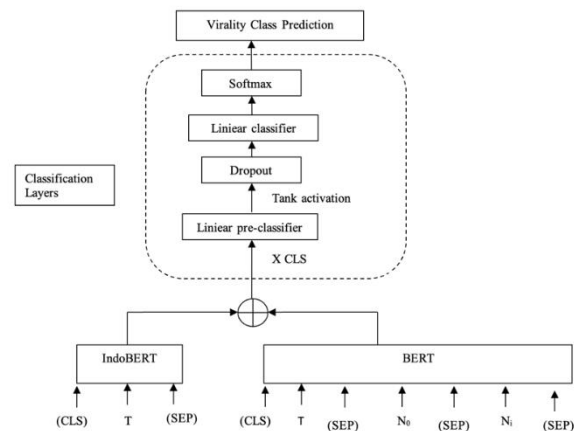 Virality Class Prediction
Softmax
Liniear classifier
Dropout
Classification
Layers
Tank activation
Liniear pre-classifier
X CLS
IndoBERT
BERT
(CLS) T (SEP) (CLS) T (SEP) N₀ (SEP) Nᵢ (SEP)